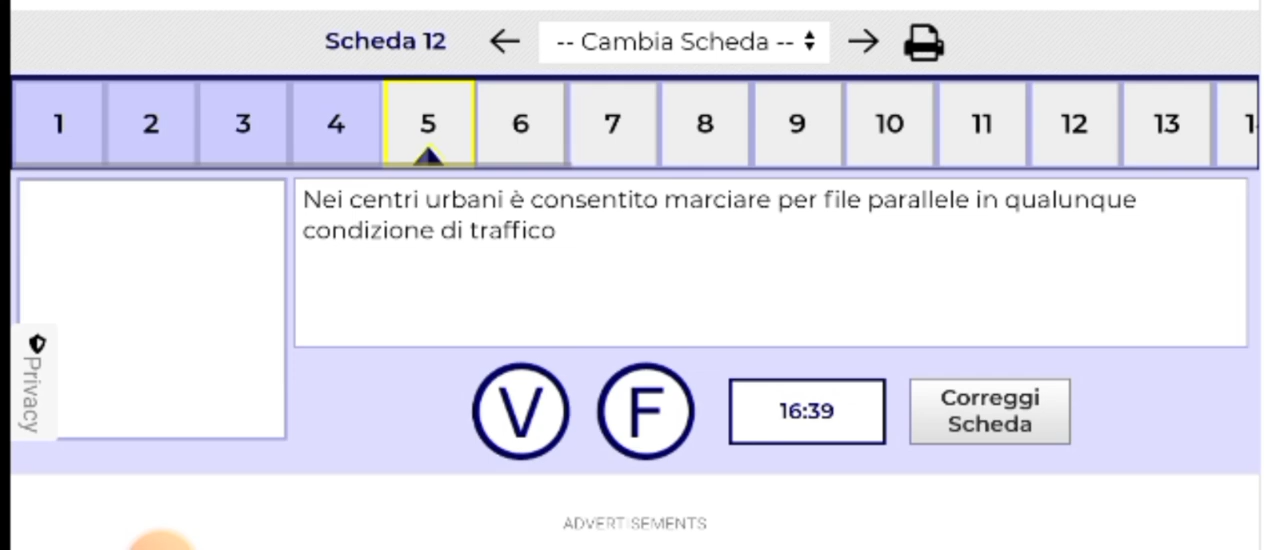 Scheda 12 ← -- Cambia Scheda -- →
1 2 3 4 5 6 7 8 9 10 11 12 13
Nei centri urbani è consentito marciare per file parallele in qualunque
condizione di traffico
Privacy
V F 16:39 Correggi
Scheda
ADVERTISEMENTS